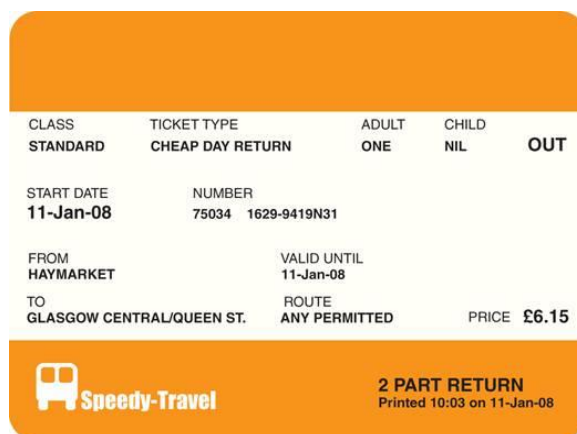 CLASS TICKET TYPE ADULT CHILD
STANDARD CHEAP DAY RETURN ONE NIL OUT
START DATE NUMBER
11-Jan-08 75034 1629-9419N31
FROM VALID UNTIL
HAYMARKET 11-Jan-08
TO ROUTE
GLASGOW CENTRAL/QUEEN ST. ANY PERMITTED PRICE £6.15
Speedy-Travel
2 PART RETURN
Printed 10:03 on 11-Jan-08